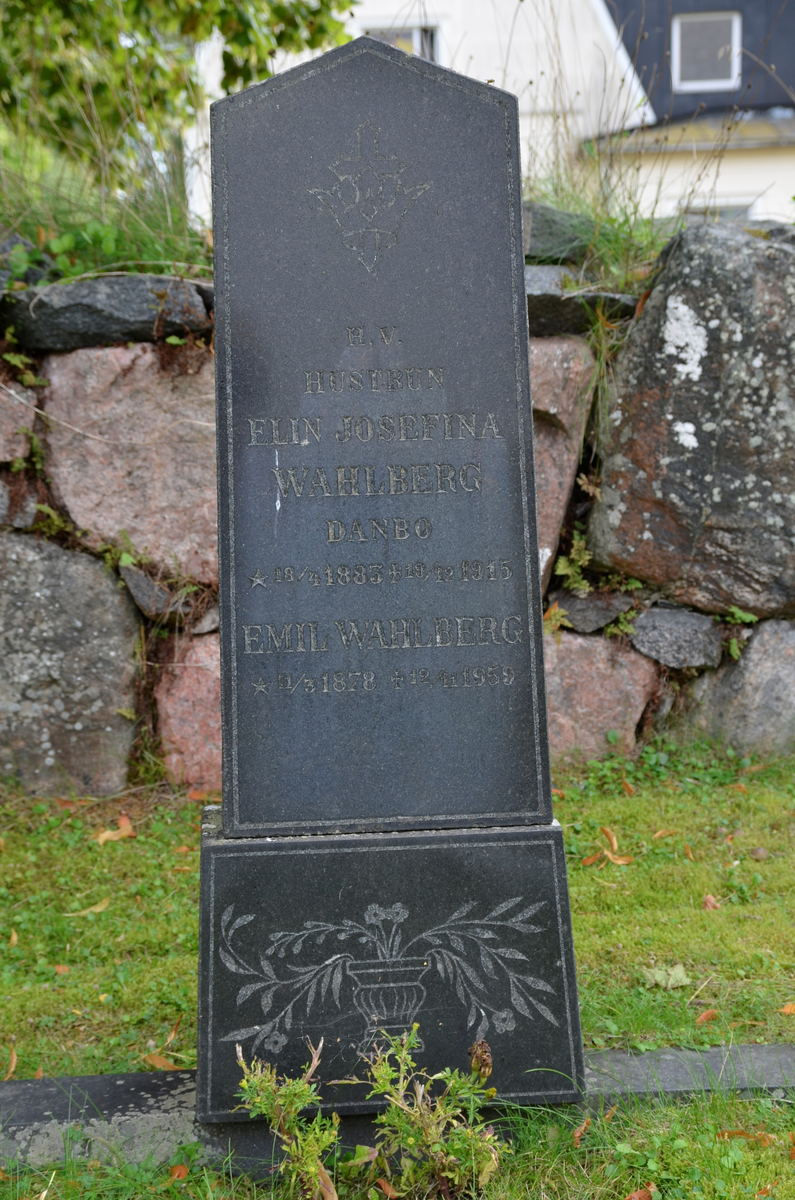 H. V.
HUSTRUN
ELIN JOSEFINA
WAHLBERG
DANBO
★ 18/4 1883 ✝ 10/12 1915
EMIL WAHLBERG
★ 11/3 1878 ✝ 12/11 1959